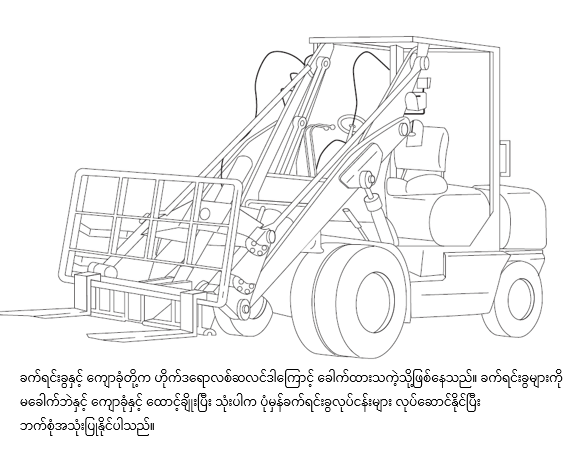 ခက်ရင်းခွနှင့် ကျောခုံတို့က ဟိုက်ဒရောလစ်ဆလင်ဒါကြောင့် ခေါက်ထားသကဲ့သို့ဖြစ်နေသည်။ ခက်ရင်းခွများကို
မခေါက်ဘဲနှင့် ကျောခုံနှင့် ထောင့်ချိုးပြီး သုံးပါက ပုံမှန်ခက်ရင်းခွလုပ်ငန်းများ လုပ်ဆောင်နိုင်ပြီး
ဘက်စုံအသုံးပြုနိုင်ပါသည်။